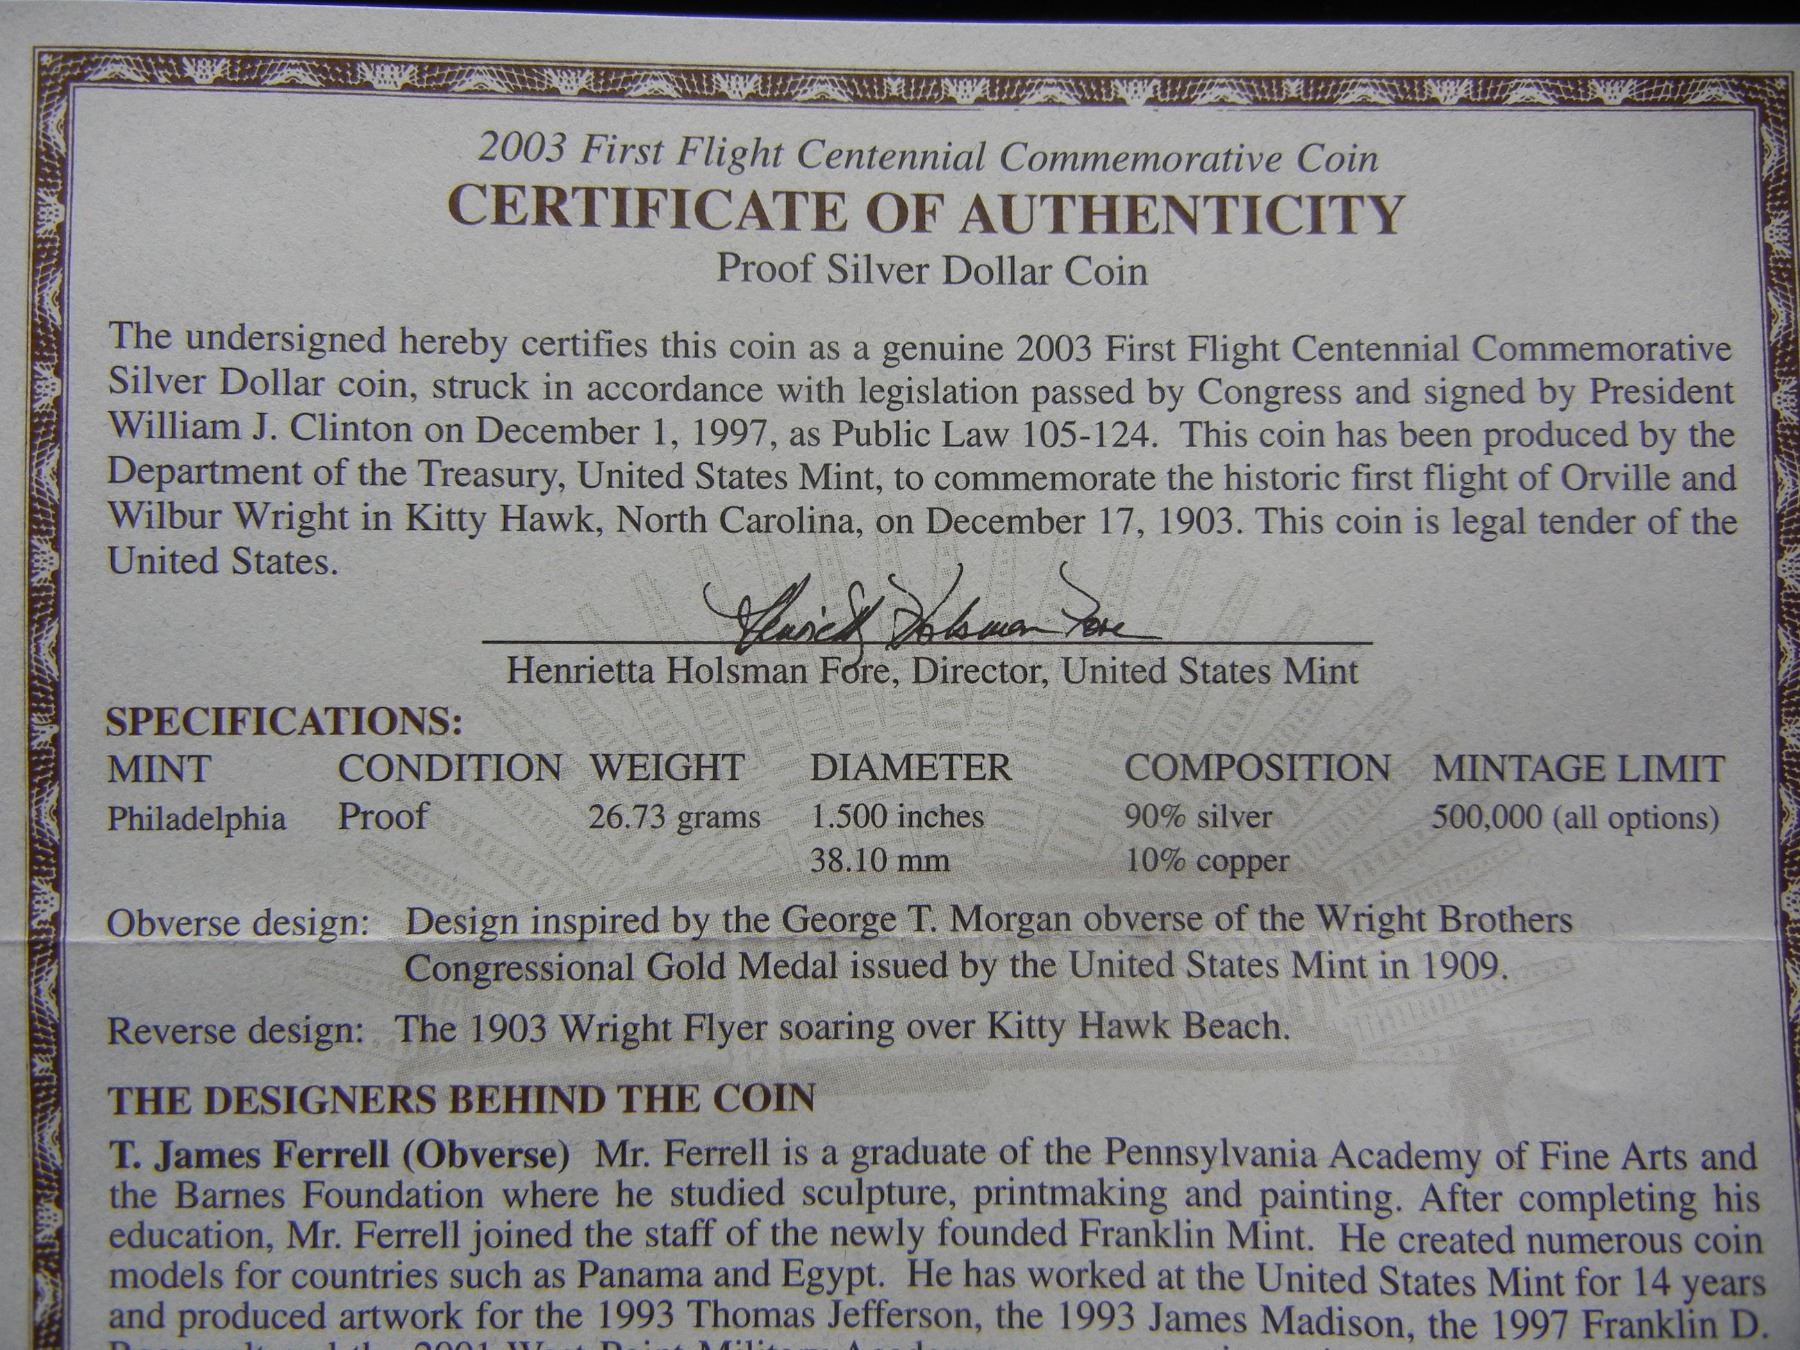 2003 First Flight Centennial Commemorative Coin
CERTIFICATE OF AUTHENTICITY
Proof Silver Dollar Coin
The undersigned hereby certifies this coin as a genuine 2003 First Flight Centennial Commemorative
Silver Dollar coin, struck in accordance with legislation passed by Congress and signed by President
William J. Clinton on December 1, 1997, as Public Law 105-124. This coin has been produced by the
Department of the Treasury, United States Mint, to commemorate the historic first flight of Orville and
Wilbur Wright in Kitty Hawk, North Carolina, on December 17, 1903. This coin is legal tender of the
United States.
Henrietta Holsman Fore
Henrietta Holsman Fore, Director, United States Mint
SPECIFICATIONS:
MINT CONDITION WEIGHT DIAMETER COMPOSITION MINTAGE LIMIT
Philadelphia Proof 26.73 grams 1.500 inches 90% silver 500,000 (all options)
38.10 mm 10% copper
Obverse design: Design inspired by the George T. Morgan obverse of the Wright Brothers
Congressional Gold Medal issued by the United States Mint in 1909.
Reverse design: The 1903 Wright Flyer soaring over Kitty Hawk Beach.
THE DESIGNERS BEHIND THE COIN
T. James Ferrell (Obverse) Mr. Ferrell is a graduate of the Pennsylvania Academy of Fine Arts and
the Barnes Foundation where he studied sculpture, printmaking and painting. After completing his
education, Mr. Ferrell joined the staff of the newly founded Franklin Mint. He created numerous coin
models for countries such as Panama and Egypt. He has worked at the United States Mint for 14 years
and produced artwork for the 1993 Thomas Jefferson, the 1993 James Madison, the 1997 Franklin D.
2001 West Point Military Academy